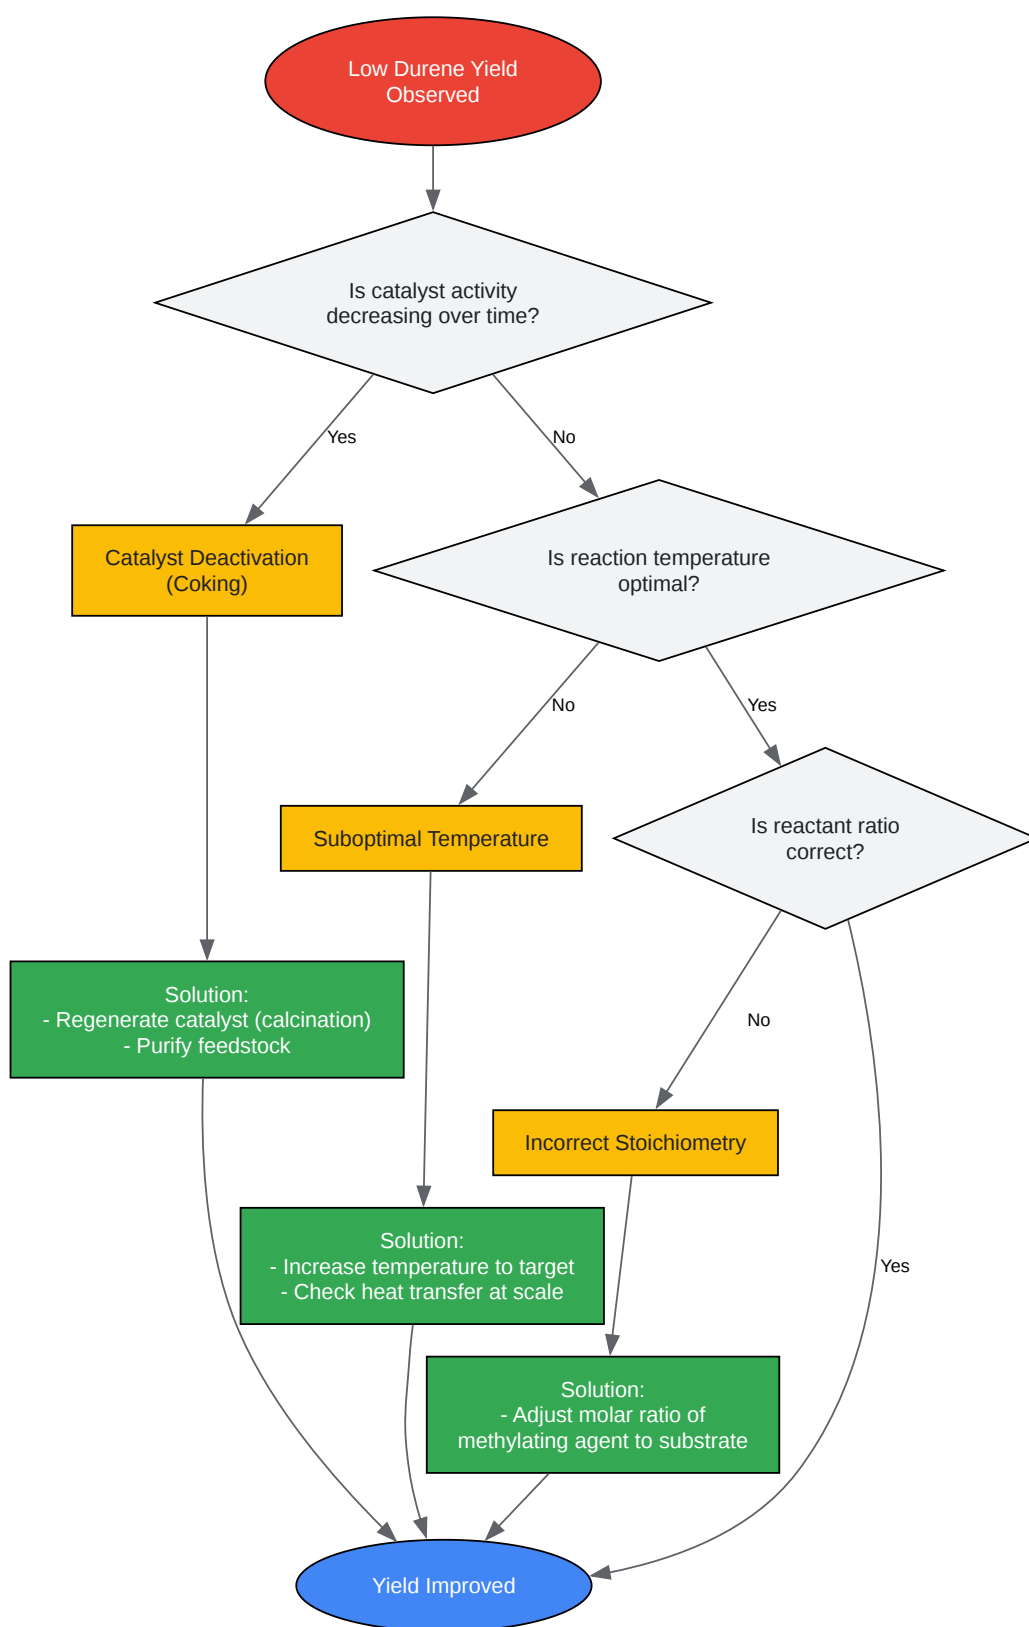 Low Durene Yield
Observed
Is catalyst activity
decreasing over time?
Yes
No
Catalyst Deactivation
(Coking)
Is reaction temperature
optimal?
No
Yes
Suboptimal Temperature
Is reactant ratio
correct?
Solution:
- Regenerate catalyst (calcination)
- Purify feedstock
No
Incorrect Stoichiometry
Solution:
- Increase temperature to target
- Check heat transfer at scale
Yes
Solution:
- Adjust molar ratio of
methylating agent to substrate
Yield Improved